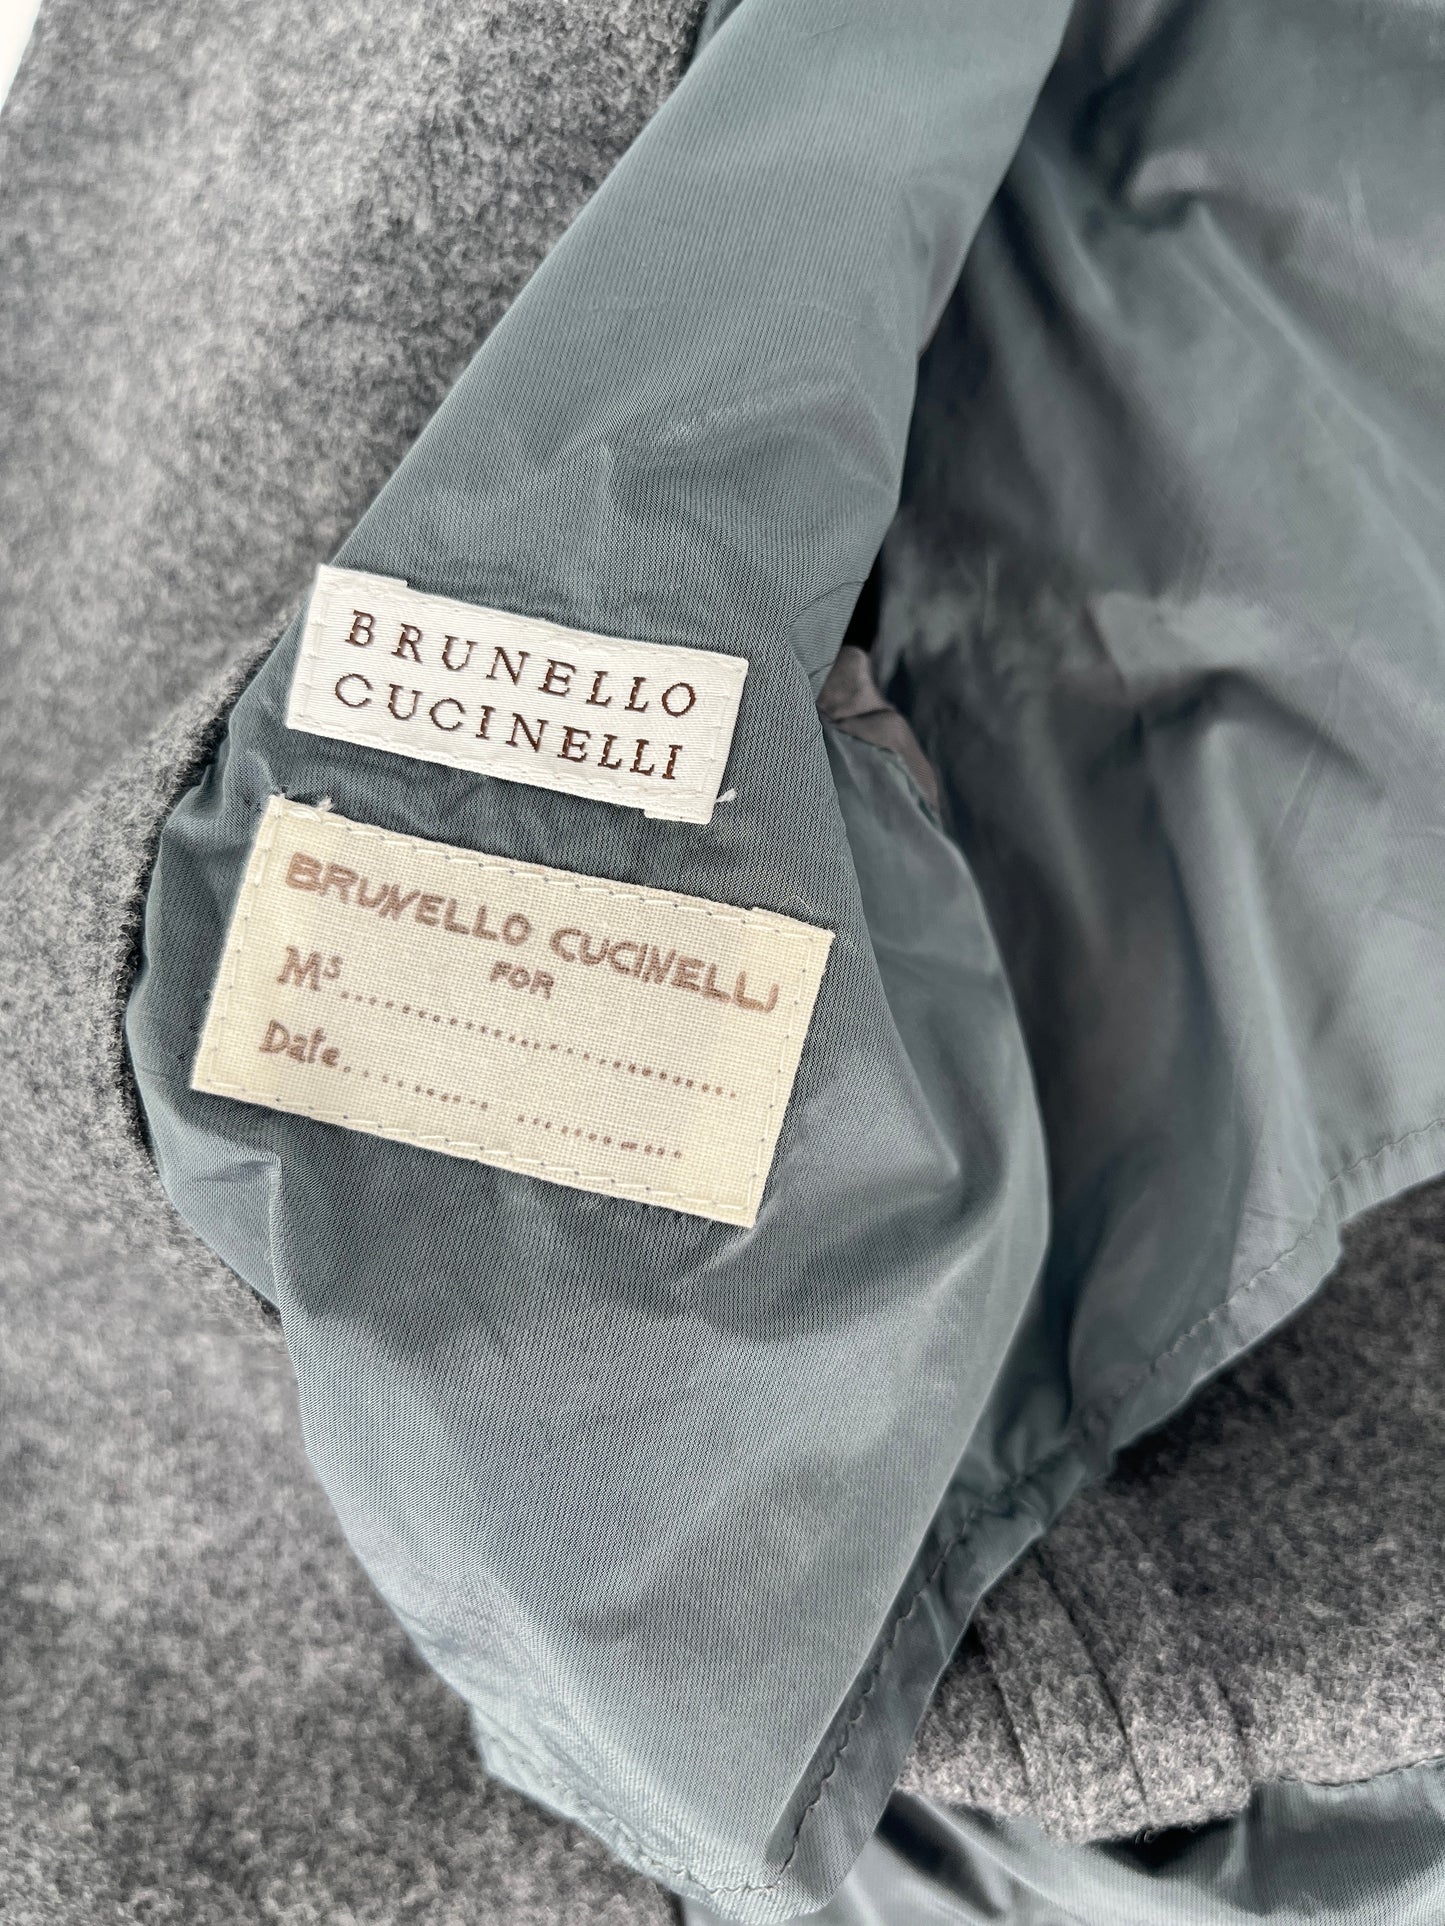 BRUNELLO
CUCINELLI
BRUNELLO CUCINELLI
FOR
Ms..............................
Date..............................